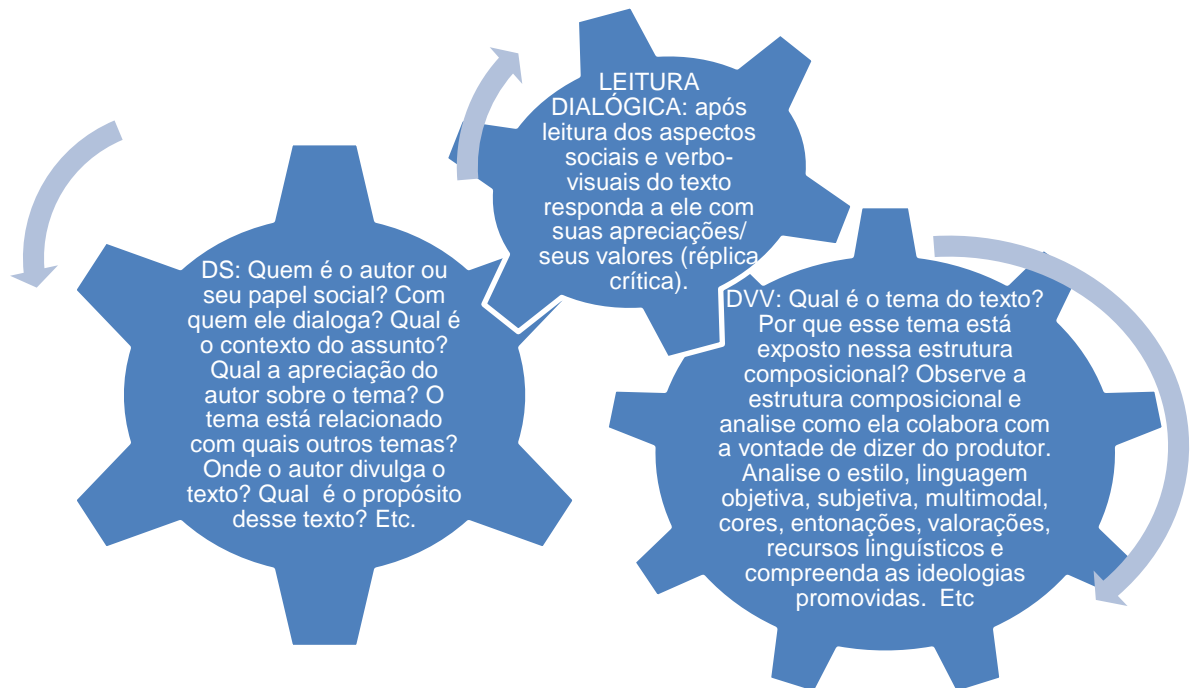 LEITURA
DIALÓGICA: após
leitura dos aspectos
sociais e verbo-
visuais do texto
responda a ele com
suas apreciações/
seus valores (réplica
crítica).
DS: Quem é o autor ou
seu papel social? Com
quem ele dialoga? Qual é
o contexto do assunto?
Qual a apreciação do
autor sobre o tema? O
tema está relacionado
com quais outros temas?
Onde o autor divulga o
texto? Qual  é o propósito
desse texto? Etc.
DVV: Qual é o tema do texto?
Por que esse tema está
exposto nessa estrutura
composicional? Observe a
estrutura composicional e
analise como ela colabora com
a vontade de dizer do produtor.
Analise o estilo, linguagem
objetiva, subjetiva, multimodal,
cores, entonações, valorações,
recursos linguísticos e
compreenda as ideologias
promovidas.  Etc